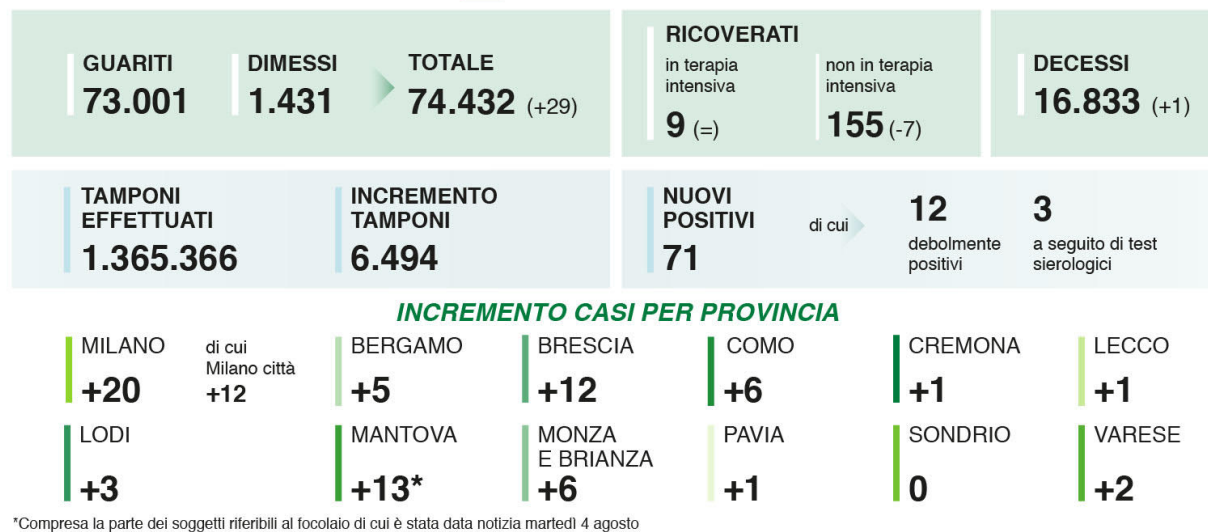 GUARITI
73.001
DIMESSI
1.431
TOTALE
74.432 (+29)
RICOVERATI
in terapia
intensiva
9 (=)
non in terapia
intensiva
155 (-7)
DECESSI
16.833 (+1)
TAMPONI
EFFETTUATI
1.365.366
INCREMENTO
TAMPONI
6.494
NUOVI
POSITIVI
71
di cui
12
debolmente
positivi
3
a seguito di test
sierologici
INCREMENTO CASI PER PROVINCIA
MILANO
+20
di cui
Milano città
+12
BERGAMO
+5
BRESCIA
+12
COMO
+6
CREMONA
+1
LECCO
+1
LODI
+3
MANTOVA
+13*
MONZA
E BRIANZA
+6
PAVIA
+1
SONDRIO
0
VARESE
+2
*Compresa la parte dei soggetti riferibili al focolaio di cui è stata data notizia martedì 4 agosto